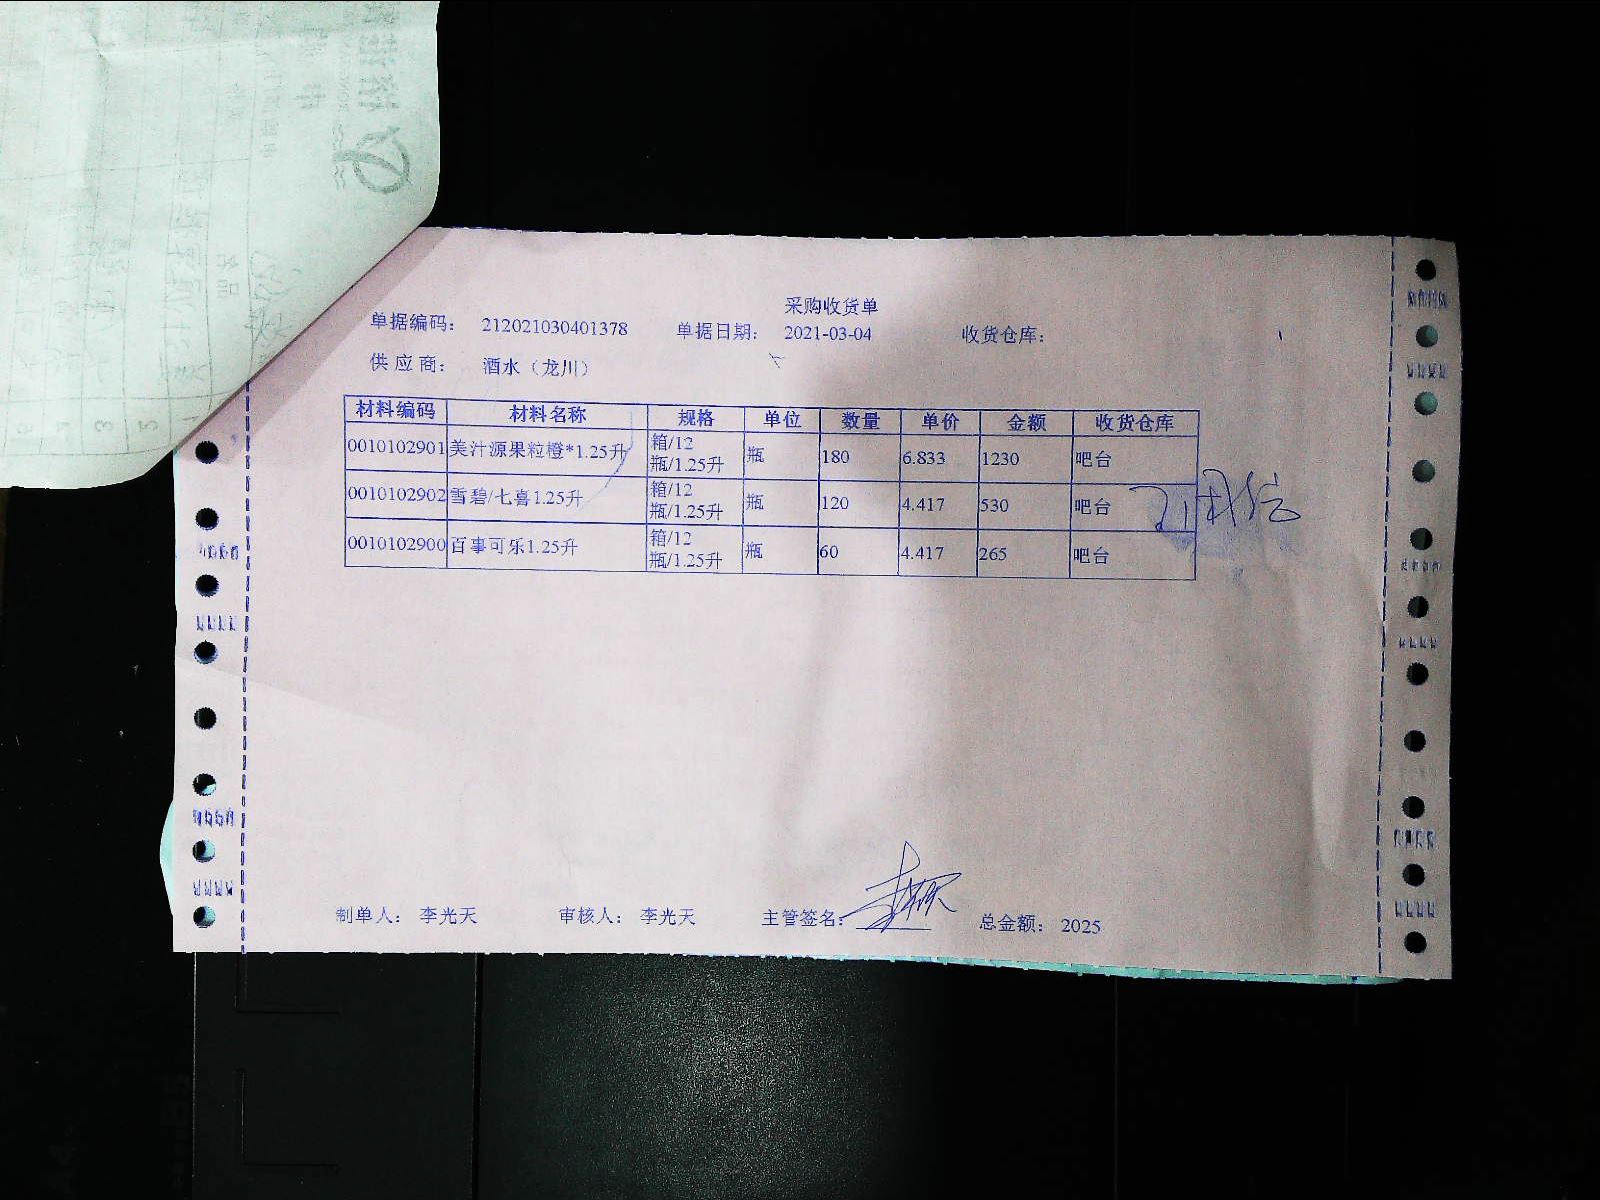 采购收货单
单据编码： 212021030401378 单据日期： 2021-03-04 收货仓库：
供应商： 酒水（龙川）
材料编码 材料名称 规格 单位 数量 单价 金额 收货仓库
0010102901 美汁源果粒橙*1.25升 箱/12瓶/1.25升 瓶 180 6.833 1230 吧台
0010102902 雪碧/七喜1.25升 箱/12瓶/1.25升 瓶 120 4.417 530 吧台
0010102900 百事可乐1.25升 箱/12瓶/1.25升 瓶 60 4.417 265 吧台
制单人： 李光天 审核人： 李光天 主管签名： 总金额： 2025